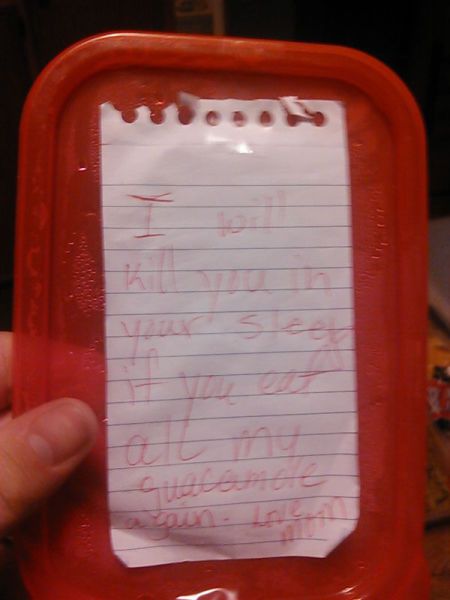 I will
kill you in
your sleep
if you eat
all my
guacamole
again - Love
mom